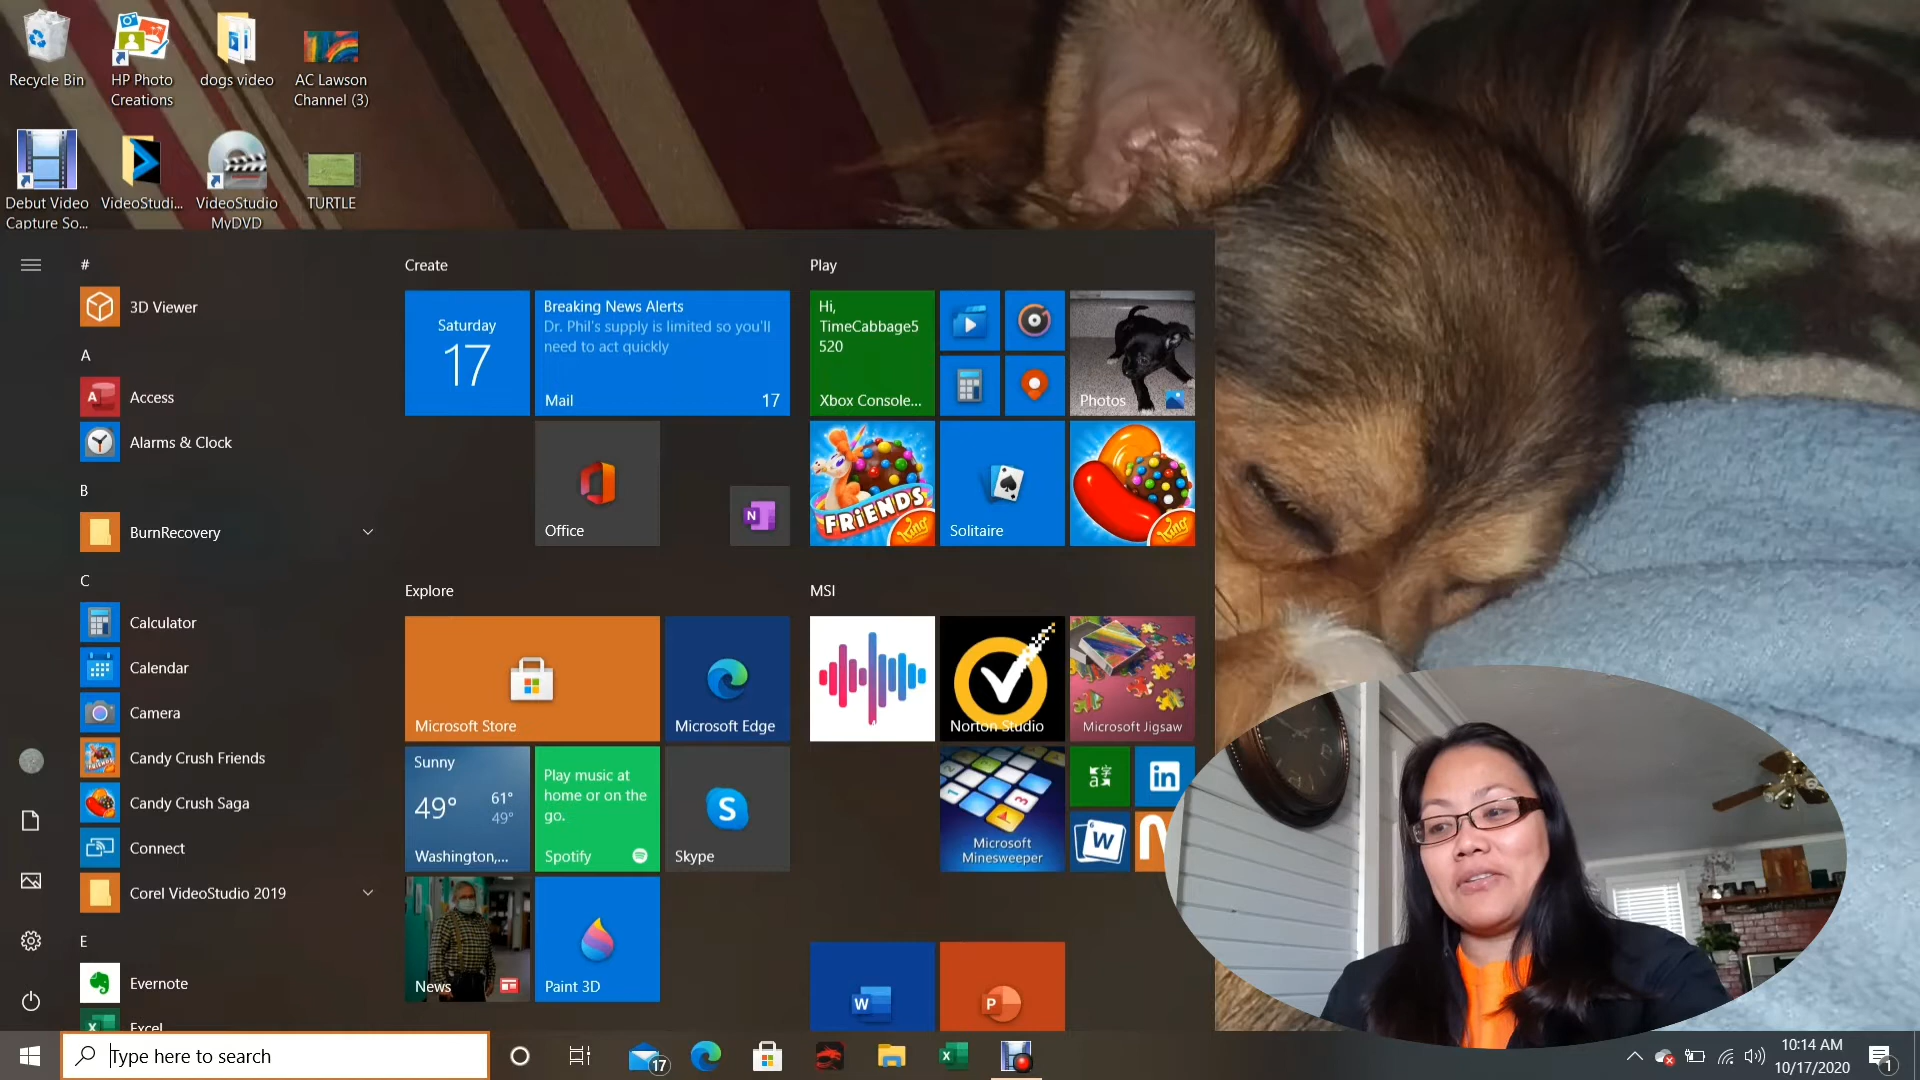 Recycle Bin
HP Photo
Creations
dogs video
AC Lawson
Channel (3)
Debut Video
Capture So...
VideoStudi...
VideoStudio
MyDVD
TURTLE
#
3D Viewer
A
Access
Alarms & Clock
B
BurnRecovery
C
Calculator
Calendar
Camera
Candy Crush Friends
Candy Crush Saga
Connect
Corel VideoStudio 2019
E
Evernote
Excel
Create
Saturday
17
Breaking News Alerts
Dr. Phil's supply is limited so you'll
need to act quickly
Mail
17
Office
N
Explore
Microsoft Store
Microsoft Edge
Sunny
49°
61°
49°
Washington,...
Play music at
home or on the
go.
Spotify
Skype
News
Paint 3D
Play
Hi,
TimeCabbage5
520
Xbox Console...
Photos
FRIENDS
King
Solitaire
King
MSI
Norton Studio
Microsoft Jigsaw
Microsoft
Minesweeper
in
W
W
P
Type here to search
17
10:14 AM
10/17/2020
1